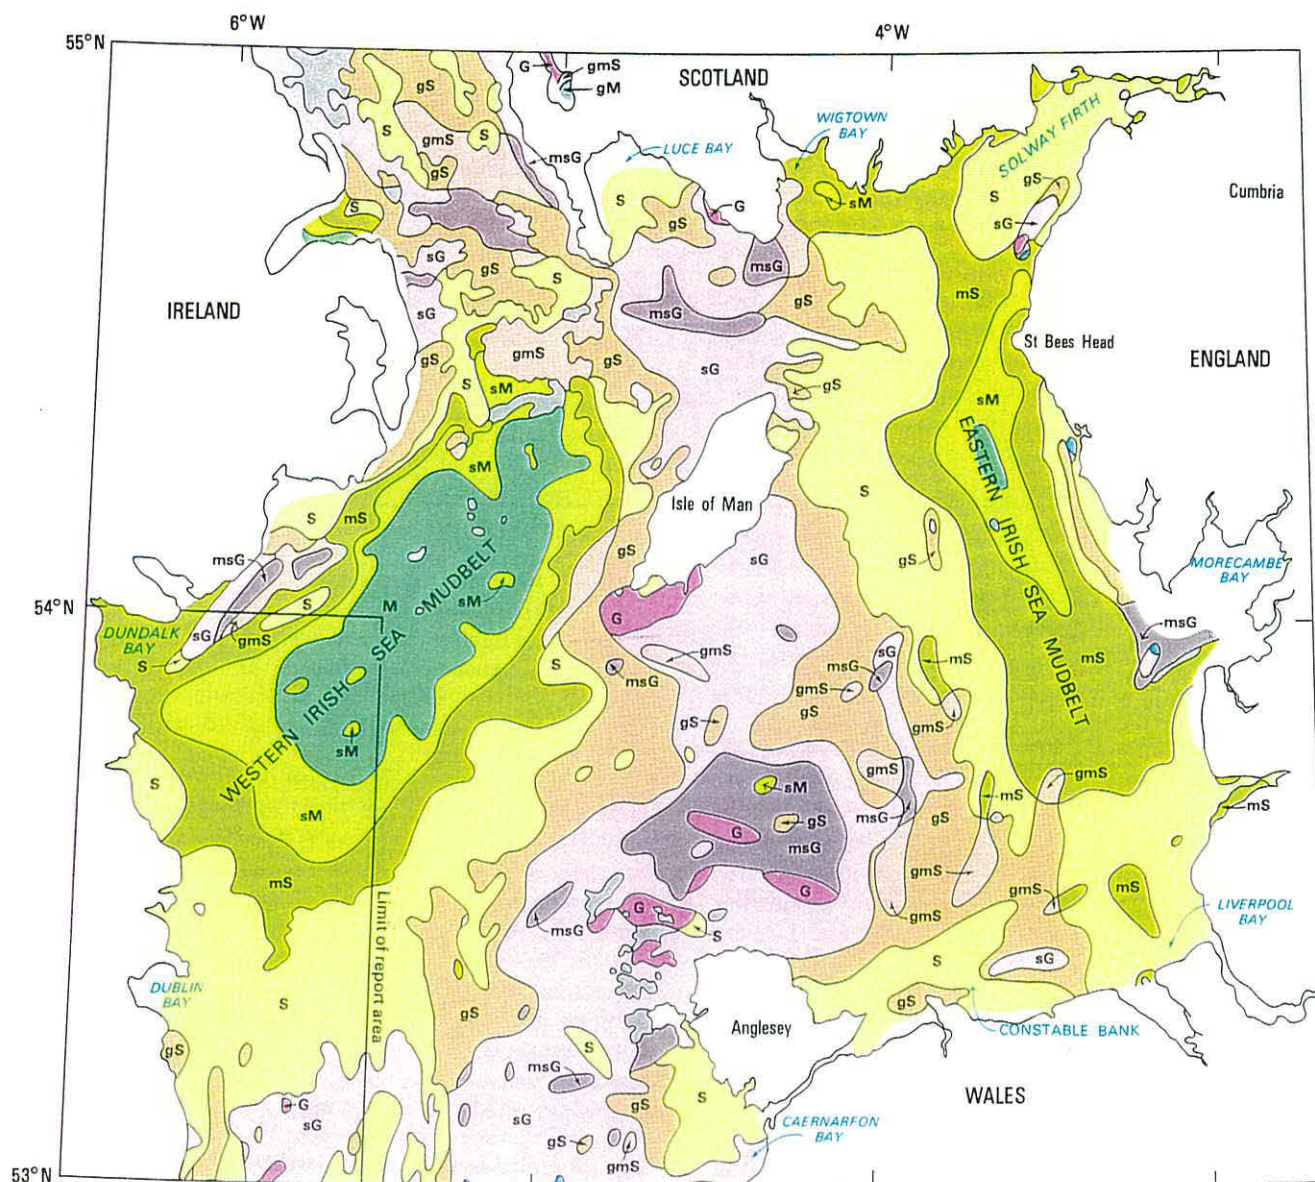 6°W
4°W
55°N
SCOTLAND
G
gmS
gM
gS
S
gmS
S
gS
msG
LUCE BAY
WIGTOWN BAY
SOLWAY FIRTH
S
S
gS
G
sM
S
gS
sG
Cumbria
sG
gS
S
msG
gS
mS
IRELAND
sG
msG
St Bees Head
gS
gmS
gS
sG
ENGLAND
S
sM
gS
sM
sM
S
mS
Isle of Man
S
EASTERN IRISH SEA MUDBELT
msG
gS
sG
gS
MORECAMBE BAY
54°N
M
sM
WESTERN IRISH SEA MUDBELT
S
G
msG
DUNDALK BAY
sG
gmS
S
S
gmS
sG
mS
mS
msG
msG
gmS
gS
gS
gmS
sM
S
gmS
gmS
sM
mS
mS
sM
gS
msG
gS
G
msG
mS
G
gmS
gmS
mS
Limit of report area
msG
G
S
gmS
LIVERPOOL BAY
S
sG
DUBLIN BAY
S
gS
gS
Anglesey
CONSTABLE BANK
gS
S
msG
WALES
G
sG
sG
gS
S
CAERNARFON BAY
gS
gmS
53°N